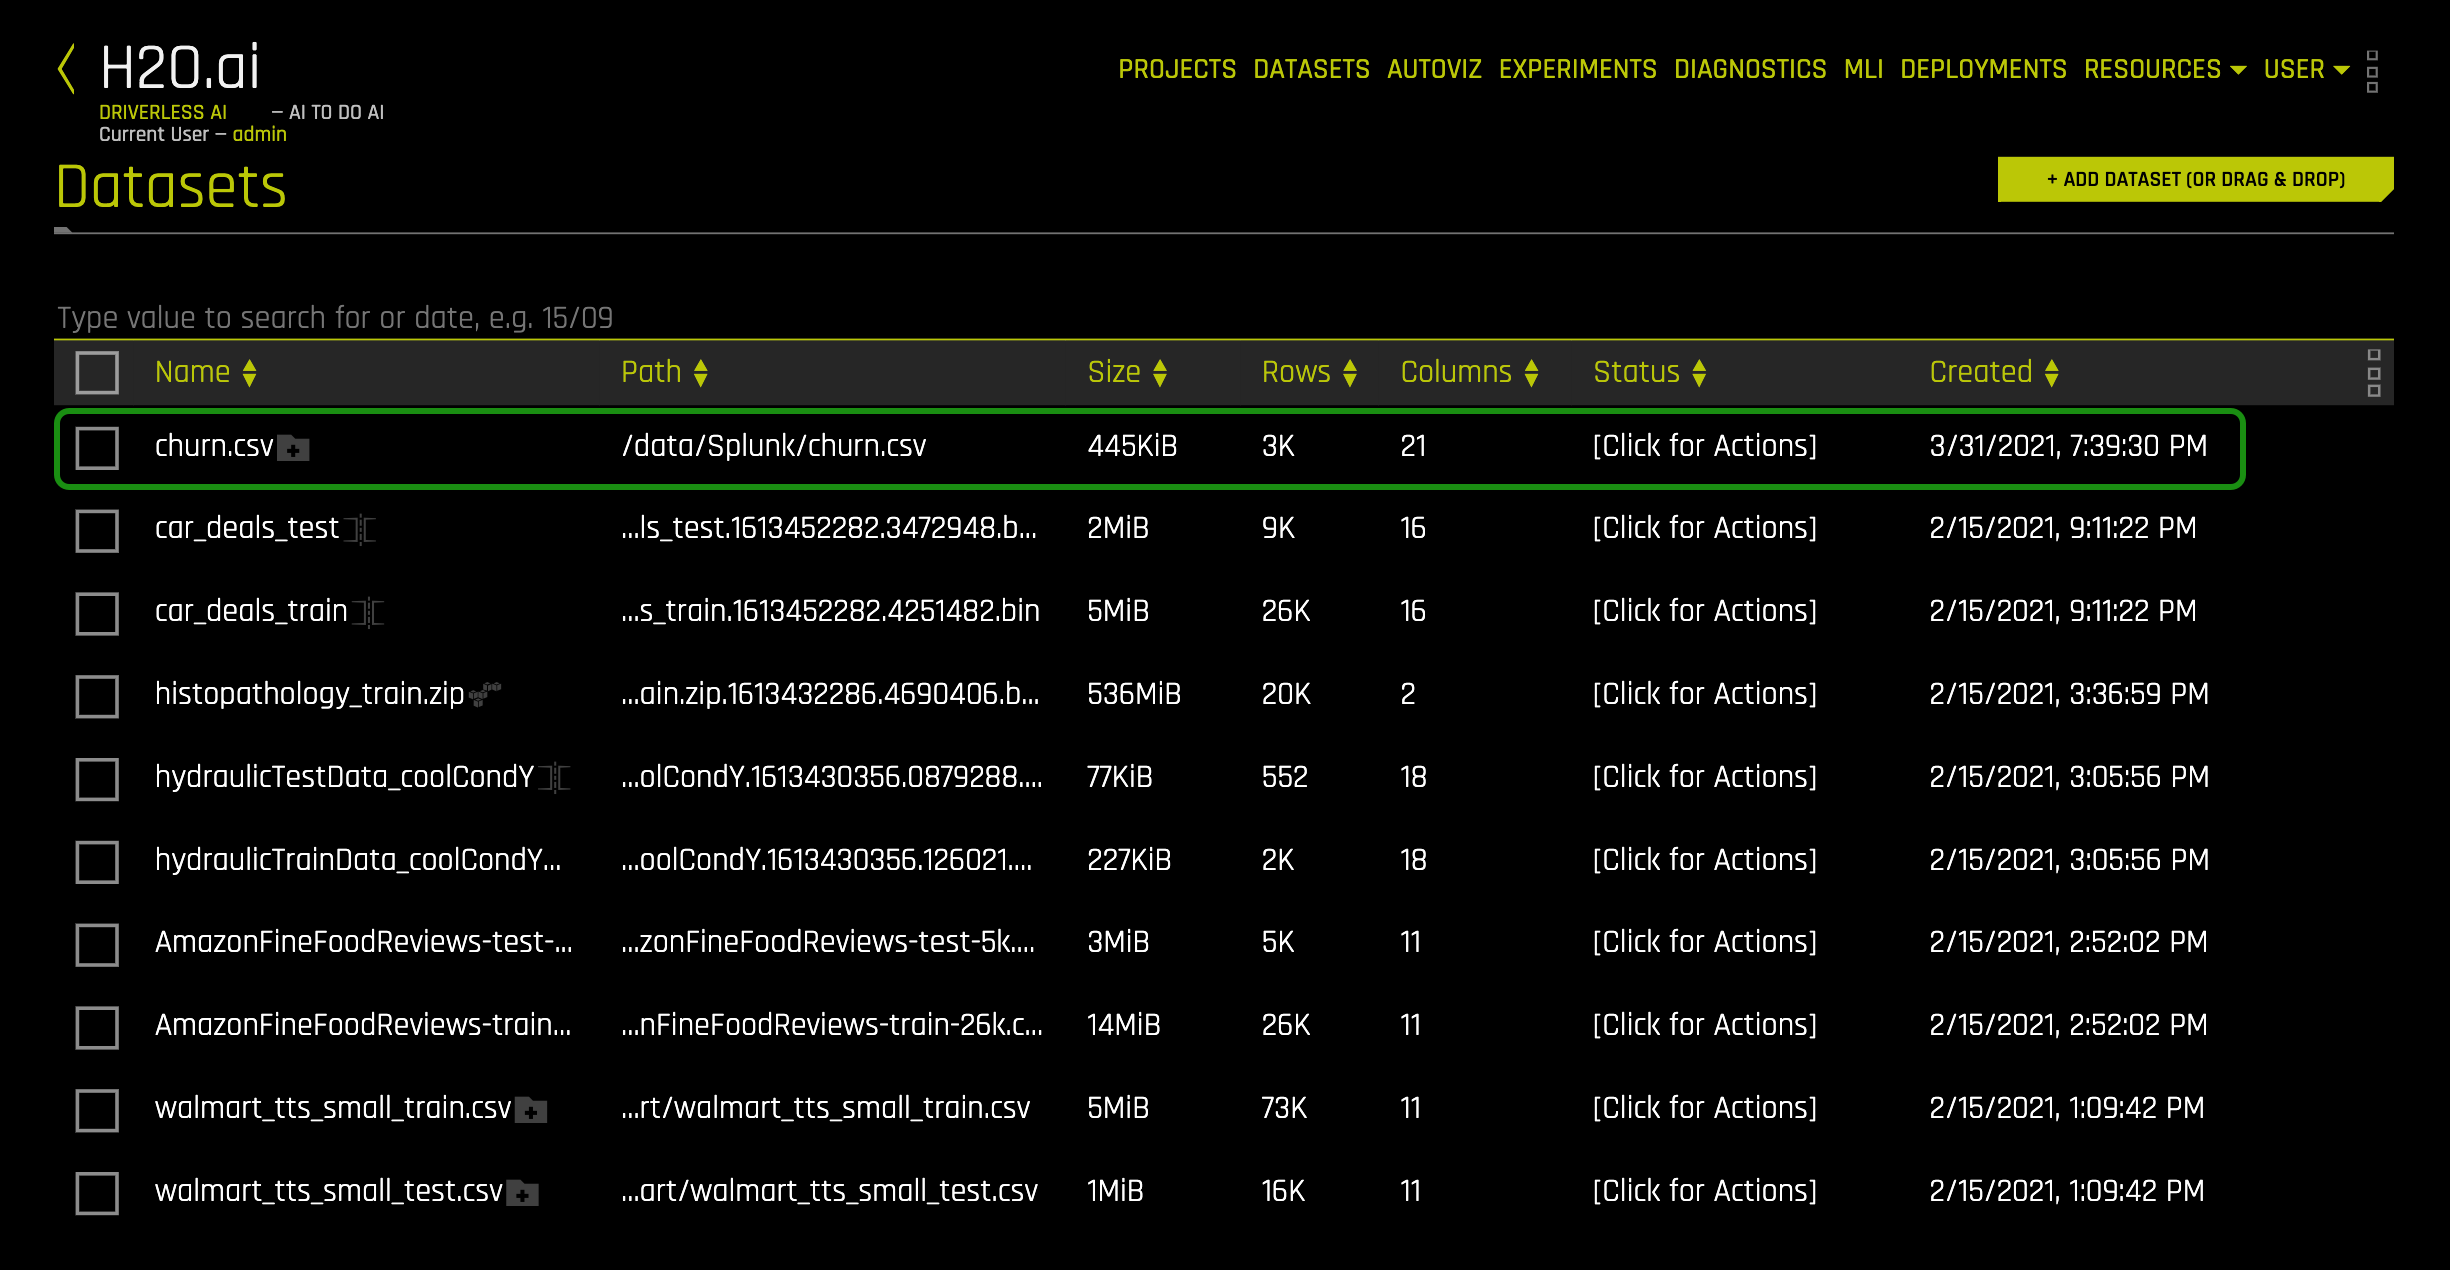 H2O.ai
PROJECTS DATASETS AUTOVIZ EXPERIMENTS DIAGNOSTICS MLI DEPLOYMENTS RESOURCES USER
DRIVERLESS AI — AI TO DO AI
Current User — admin
Datasets
+ ADD DATASET (OR DRAG & DROP)
Type value to search for or date, e.g. 15/09
Name Path Size Rows Columns Status Created
churn.csv /data/Splunk/churn.csv 445KiB 3K 21 [Click for Actions] 3/31/2021, 7:39:30 PM
car_deals_test ...ls_test.1613452282.3472948.b... 2MiB 9K 16 [Click for Actions] 2/15/2021, 9:11:22 PM
car_deals_train ...s_train.1613452282.4251482.bin 5MiB 26K 16 [Click for Actions] 2/15/2021, 9:11:22 PM
histopathology_train.zip ...ain.zip.1613432286.4690406.b... 536MiB 20K 2 [Click for Actions] 2/15/2021, 3:36:59 PM
hydraulicTestData_coolCondY ...olCondY.1613430356.0879288.... 77KiB 552 18 [Click for Actions] 2/15/2021, 3:05:56 PM
hydraulicTrainData_coolCondY... ...oolCondY.1613430356.126021.... 227KiB 2K 18 [Click for Actions] 2/15/2021, 3:05:56 PM
AmazonFineFoodReviews-test-... ...zonFineFoodReviews-test-5k.... 3MiB 5K 11 [Click for Actions] 2/15/2021, 2:52:02 PM
AmazonFineFoodReviews-train... ...nFineFoodReviews-train-26k.c... 14MiB 26K 11 [Click for Actions] 2/15/2021, 2:52:02 PM
walmart_tts_small_train.csv ...rt/walmart_tts_small_train.csv 5MiB 73K 11 [Click for Actions] 2/15/2021, 1:09:42 PM
walmart_tts_small_test.csv ...art/walmart_tts_small_test.csv 1MiB 16K 11 [Click for Actions] 2/15/2021, 1:09:42 PM